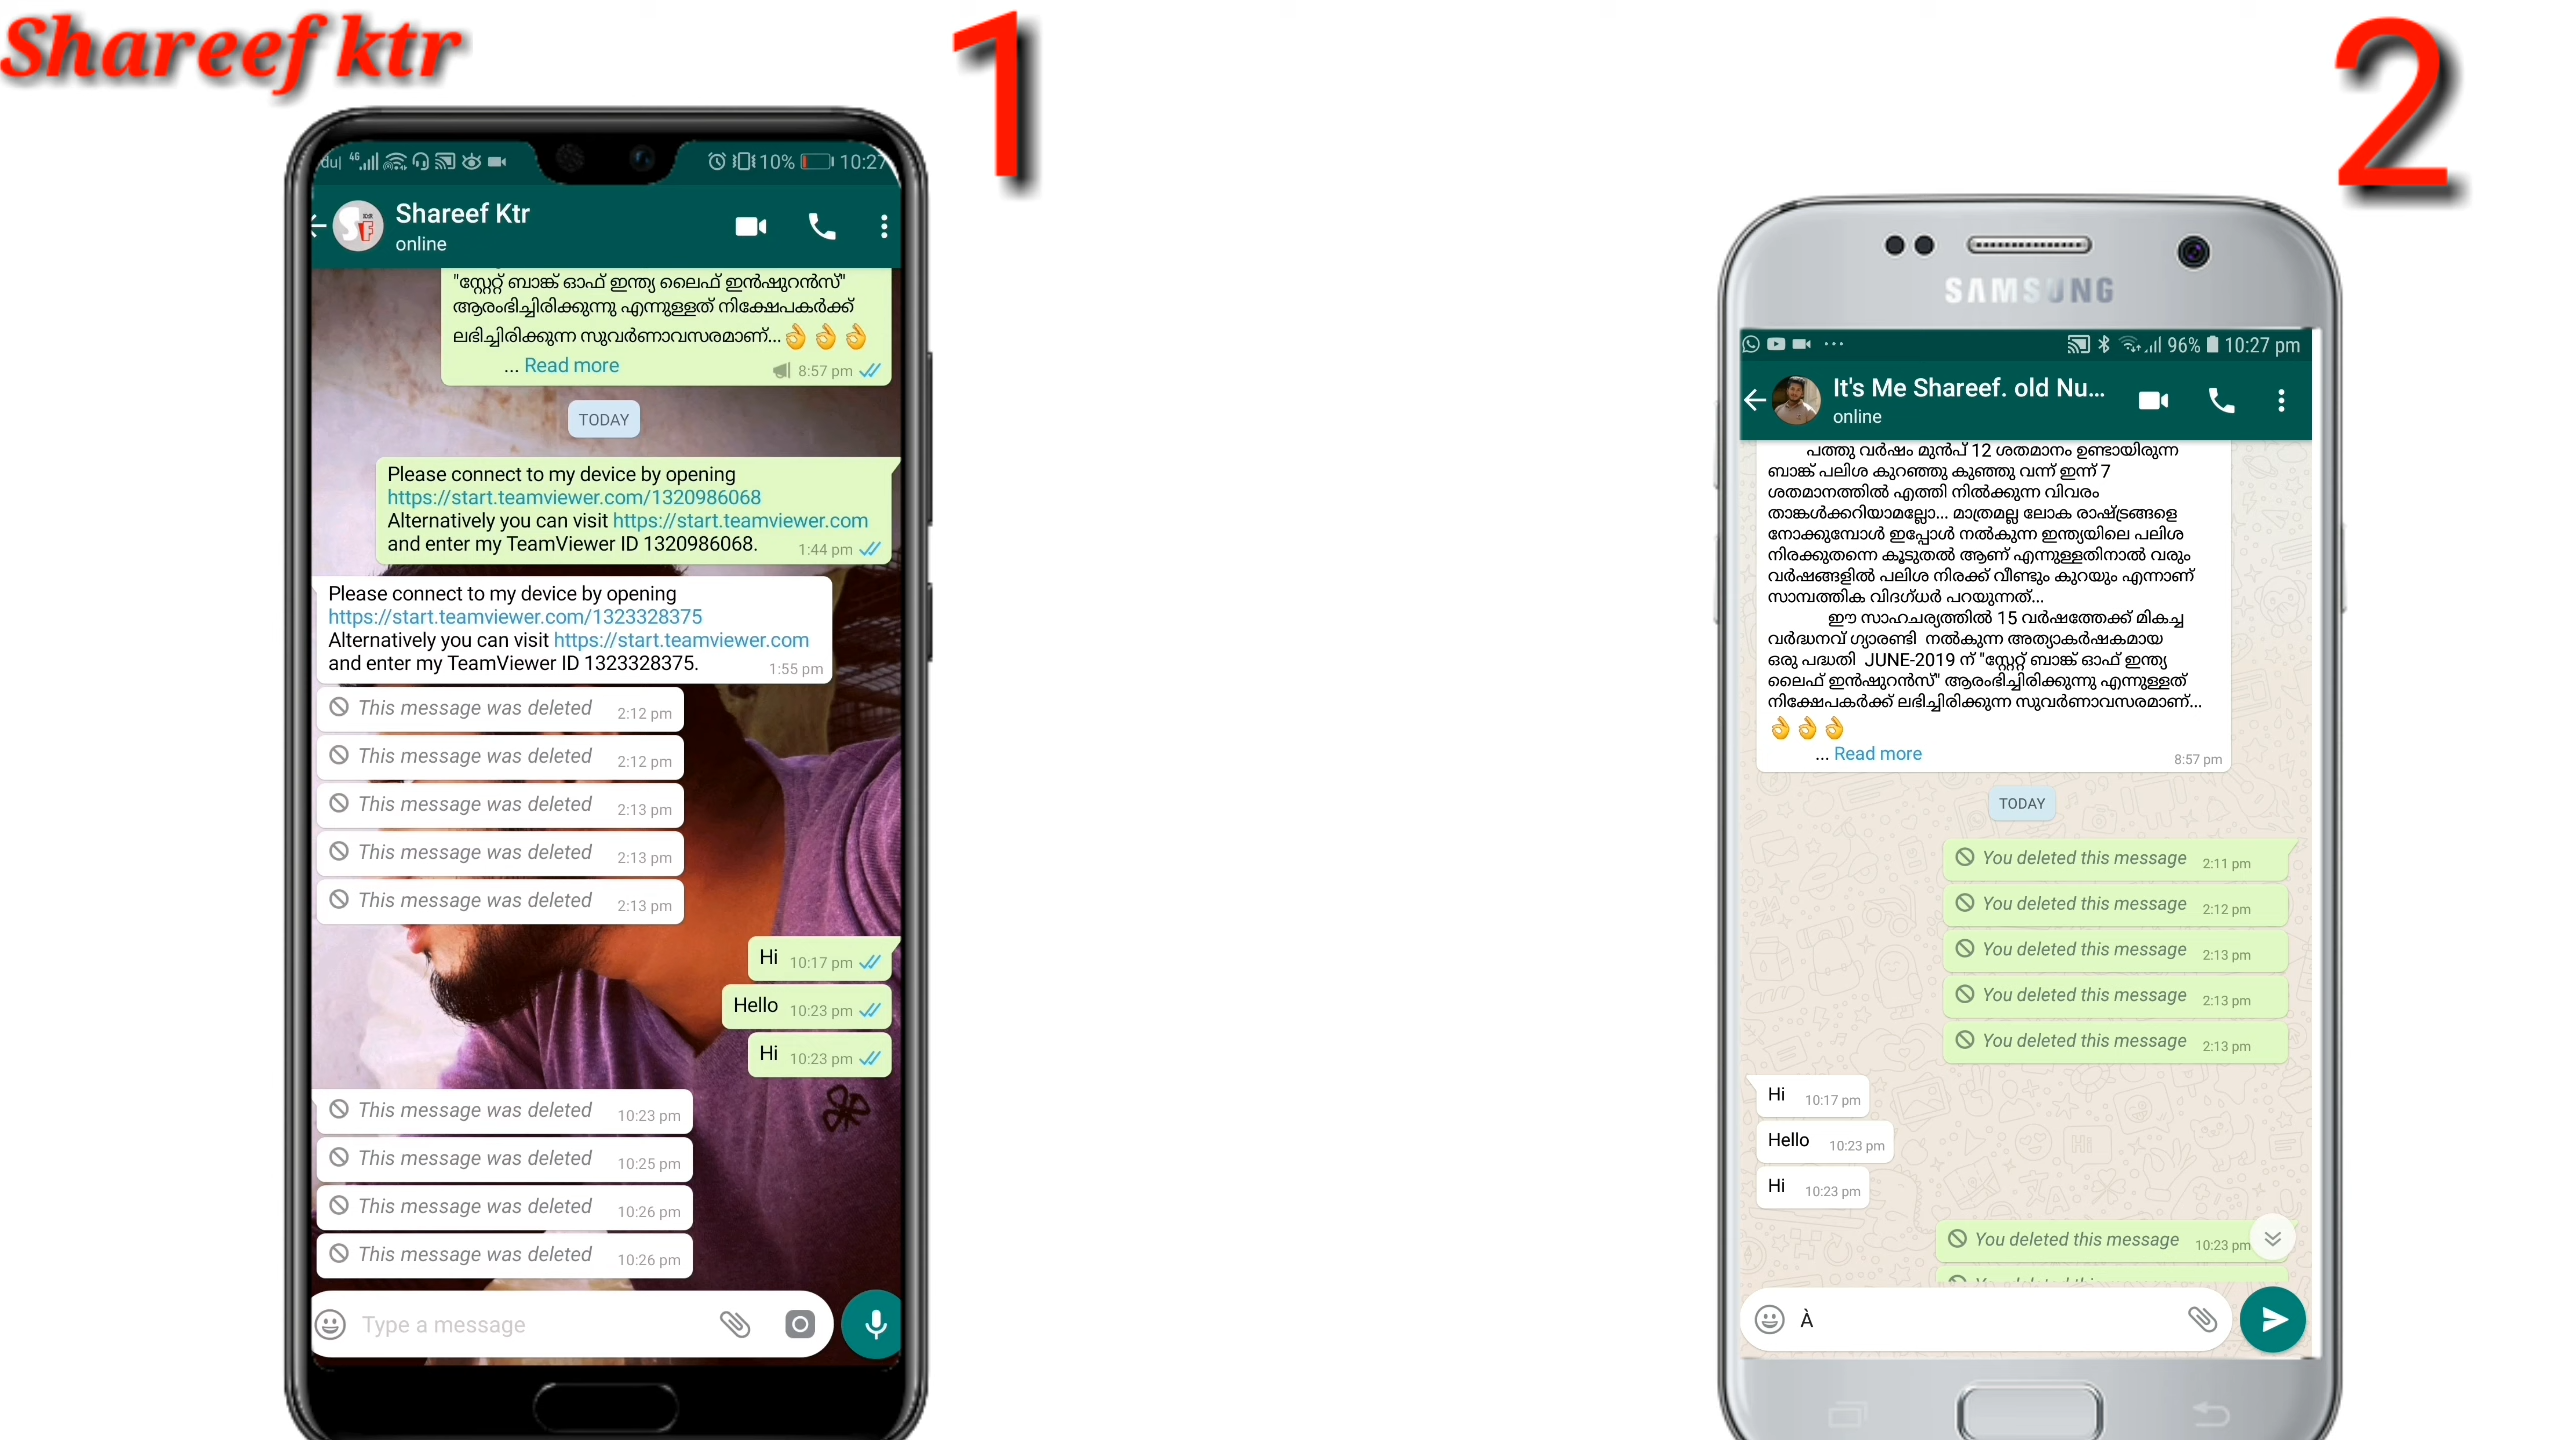 Shareef ktr
1
2
du 4G 10% 10:27
Shareef Ktr
online
"സ്റ്റേറ്റ് ബാങ്ക് ഓഫ് ഇന്ത്യ ലൈഫ് ഇൻഷുറൻസ്"
ആരംഭിച്ചിരിക്കുന്നു എന്നുള്ളത് നിക്ഷേപകർക്ക്
ലഭിച്ചിരിക്കുന്ന സുവർണാവസരമാണ്...👌👌👌
... Read more 8:57 pm
TODAY
Please connect to my device by opening
https://start.teamviewer.com/1320986068
Alternatively you can visit https://start.teamviewer.com
and enter my TeamViewer ID 1320986068. 1:44 pm
Please connect to my device by opening
https://start.teamviewer.com/1323328375
Alternatively you can visit https://start.teamviewer.com
and enter my TeamViewer ID 1323328375. 1:55 pm
This message was deleted 2:12 pm
This message was deleted 2:12 pm
This message was deleted 2:13 pm
This message was deleted 2:13 pm
This message was deleted 2:13 pm
Hi 10:17 pm
Hello 10:23 pm
Hi 10:23 pm
This message was deleted 10:23 pm
This message was deleted 10:25 pm
This message was deleted 10:26 pm
This message was deleted 10:26 pm
Type a message
SAMSUNG
96% 10:27 pm
It's Me Shareef. old Nu...
online
പത്തു വർഷം മുൻപ് 12 ശതമാനം ഉണ്ടായിരുന്ന
ബാങ്ക് പലിശ കുറഞ്ഞു കുഞ്ഞു വന്ന് ഇന്ന് 7
ശതമാനത്തിൽ എത്തി നിൽക്കുന്ന വിവരം
താങ്കൾക്കറിയാമല്ലോ... മാത്രമല്ല ലോക രാഷ്ട്രങ്ങളെ
നോക്കുമ്പോൾ ഇപ്പോൾ നൽകുന്ന ഇന്ത്യയിലെ പലിശ
നിരക്കുതന്നെ കൂടുതൽ ആണ് എന്നുള്ളതിനാൽ വരും
വർഷങ്ങളിൽ പലിശ നിരക്ക് വീണ്ടും കുറയും എന്നാണ്
സാമ്പത്തിക വിദഗ്ധർ പറയുന്നത്...
ഈ സാഹചര്യത്തിൽ 15 വർഷത്തേക്ക് മികച്ച
വർദ്ധനവ് ഗ്യാരണ്ടി നൽകുന്ന അത്യാകർഷകമായ
ഒരു പദ്ധതി JUNE-2019 ന് "സ്റ്റേറ്റ് ബാങ്ക് ഓഫ് ഇന്ത്യ
ലൈഫ് ഇൻഷുറൻസ്" ആരംഭിച്ചിരിക്കുന്നു എന്നുള്ളത്
നിക്ഷേപകർക്ക് ലഭിച്ചിരിക്കുന്ന സുവർണാവസരമാണ്...
👌👌👌
... Read more 8:57 pm
TODAY
You deleted this message 2:11 pm
You deleted this message 2:12 pm
You deleted this message 2:13 pm
You deleted this message 2:13 pm
You deleted this message 2:13 pm
Hi 10:17 pm
Hello 10:23 pm
Hi 10:23 pm
You deleted this message 10:23 pm
À